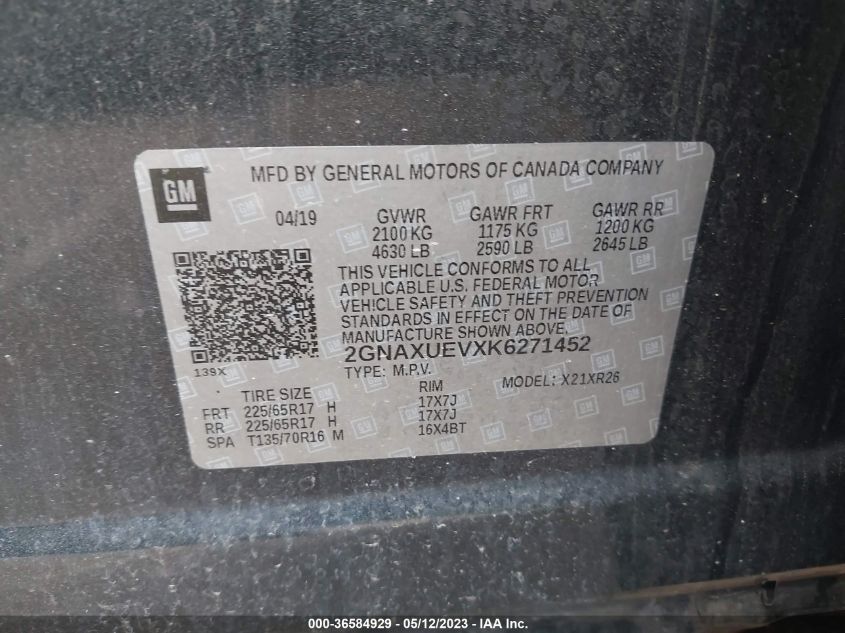 GM
MFD BY GENERAL MOTORS OF CANADA COMPANY
04/19 GVWR GAWR FRT GAWR RR
2100 KG 1175 KG 1200 KG
4630 LB 2590 LB 2645 LB
THIS VEHICLE CONFORMS TO ALL
APPLICABLE U.S. FEDERAL MOTOR
VEHICLE SAFETY AND THEFT PREVENTION
STANDARDS IN EFFECT ON THE DATE OF
MANUFACTURE SHOWN ABOVE.
2GNAXUEVXK6271452
139X
TYPE: M.P.V. MODEL: X21XR26
TIRE SIZE RIM
FRT 225/65R17 H 17X7J
RR 225/65R17 H 17X7J
SPA T135/70R16 M 16X4BT
000-36584929 - 05/12/2023 - IAA Inc.